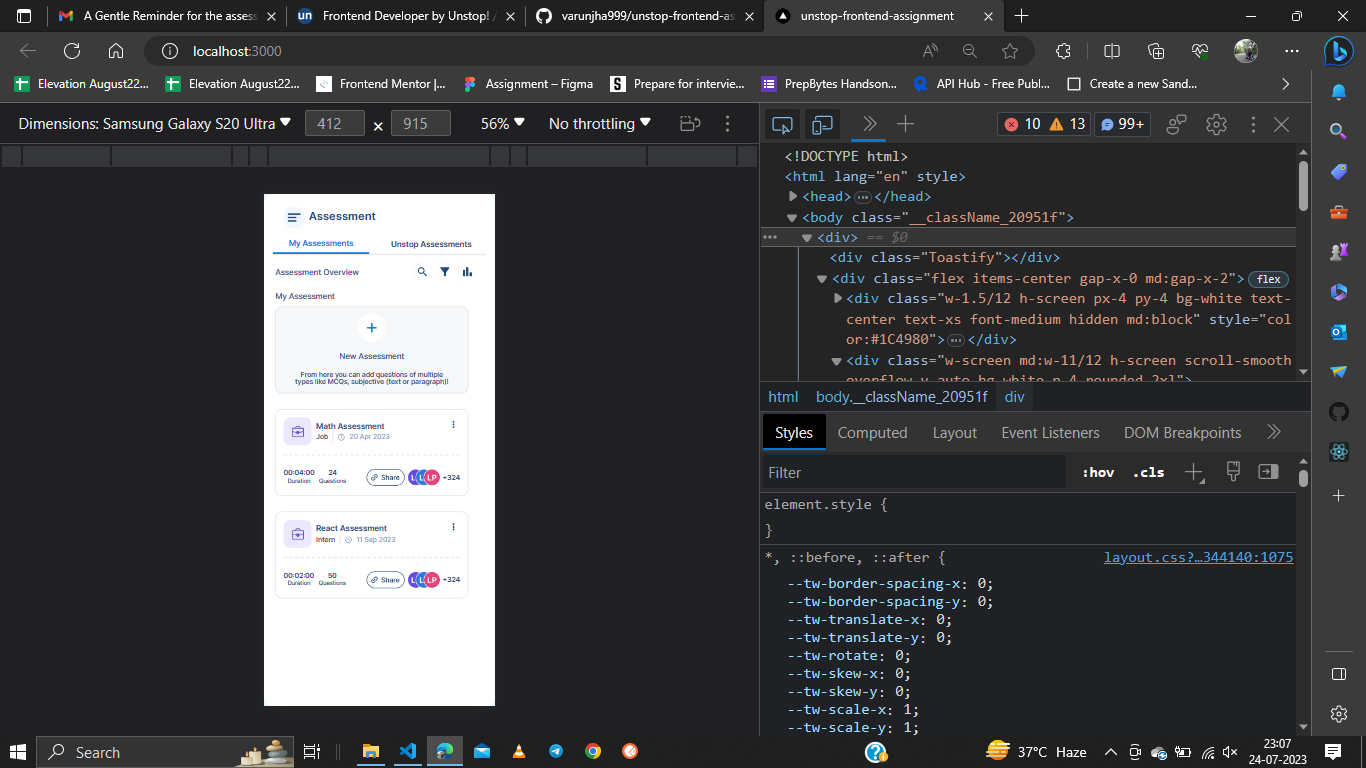 A Gentle Reminder for the assess
Frontend Developer by Unstop! /
varunjha999/unstop-frontend-as
unstop-frontend-assignment
localhost:3000
Elevation August22...
Elevation August22...
Frontend Mentor |...
Assignment – Figma
Prepare for intervie...
PrepBytes Handson...
API Hub - Free Publ...
Create a new Sand...
Dimensions: Samsung Galaxy S20 Ultra
412
×
915
56%
No throttling
10
13
99+
Assessment
My Assessments
Unstop Assessments
Assessment Overview
My Assessment
New Assessment
From here you can add questions of multiple
types like MCQs, subjective (text or paragraph)!
Math Assessment
Job | 20 Apr 2023
00:04:00
Duration
24
Questions
Share
LP
+324
React Assessment
Intern | 11 Sep 2023
00:02:00
Duration
50
Questions
Share
LP
+324
<!DOCTYPE html>
<html lang="en" style>
<head>…</head>
<body class="__className_20951f">
… <div> == $0
<div class="Toastify"></div>
<div class="flex items-center gap-x-0 md:gap-x-2"> flex
<div class="w-1.5/12 h-screen px-4 py-4 bg-white text-
center text-xs font-medium hidden md:block" style="col
or:#1C4980">…</div>
<div class="w-screen md:w-11/12 h-screen scroll-smooth
overflow-y-auto bg-white p-4 rounded-2xl">
html
body.__className_20951f
div
Styles
Computed
Layout
Event Listeners
DOM Breakpoints
Filter
:hov
.cls
element.style {
}
*, ::before, ::after {
layout.css?…344140:1075
--tw-border-spacing-x: 0;
--tw-border-spacing-y: 0;
--tw-translate-x: 0;
--tw-translate-y: 0;
--tw-rotate: 0;
--tw-skew-x: 0;
--tw-skew-y: 0;
--tw-scale-x: 1;
--tw-scale-y: 1;
Search
37°C Haze
23:07
24-07-2023